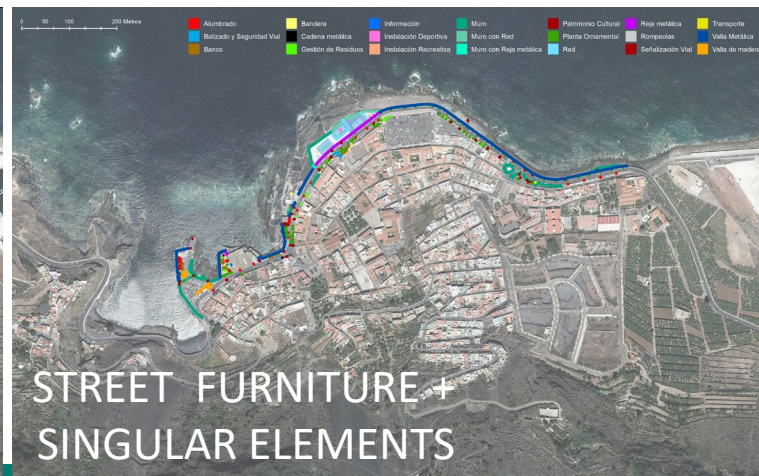 0 50 100 200 Metros
Alumbrado
Balizado y Seguridad Vial
Banco
Bandera
Cadena metálica
Gestión de Residuos
Información
Instalación Deportiva
Instalación Recreativa
Muro
Muro con Red
Muro con Reja metálica
Patrimonio Cultural
Planta Ornamental
Red
Reja metálica
Rompeolas
Señalización Vial
Transporte
Valla Metálica
Valla de madera
STREET FURNITURE +
SINGULAR ELEMENTS